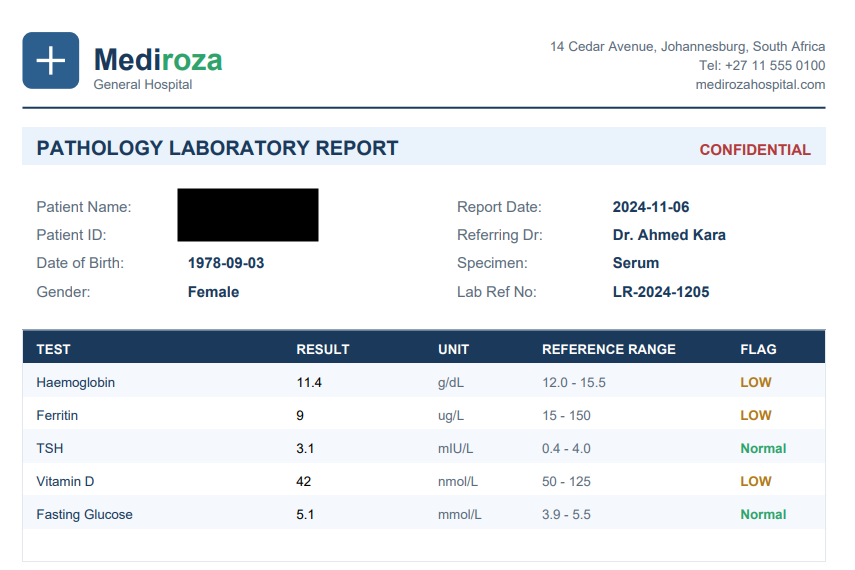 Mediroza
General Hospital
14 Cedar Avenue, Johannesburg, South Africa
Tel: +27 11 555 0100
medirozahospital.com
PATHOLOGY LABORATORY REPORT CONFIDENTIAL
Patient Name: Report Date: 2024-11-06
Patient ID: Referring Dr: Dr. Ahmed Kara
Date of Birth: 1978-09-03 Specimen: Serum
Gender: Female Lab Ref No: LR-2024-1205
TEST RESULT UNIT REFERENCE RANGE FLAG
Haemoglobin 11.4 g/dL 12.0 - 15.5 LOW
Ferritin 9 ug/L 15 - 150 LOW
TSH 3.1 mIU/L 0.4 - 4.0 Normal
Vitamin D 42 nmol/L 50 - 125 LOW
Fasting Glucose 5.1 mmol/L 3.9 - 5.5 Normal